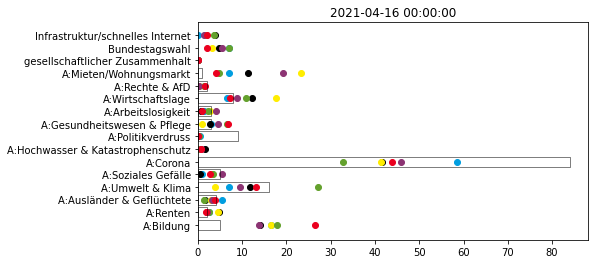 2021-04-16 00:00:00
Infrastruktur/schnelles Internet
Bundestagswahl
gesellschaftlicher Zusammenhalt
A:Mieten/Wohnungsmarkt
A:Rechte & AfD
A:Wirtschaftslage
A:Arbeitslosigkeit
A:Gesundheitswesen & Pflege
A:Politikverdruss
A:Hochwasser & Katastrophenschutz
A:Corona
A:Soziales Gefälle
A:Umwelt & Klima
A:Ausländer & Geflüchtete
A:Renten
A:Bildung
0 10 20 30 40 50 60 70 80